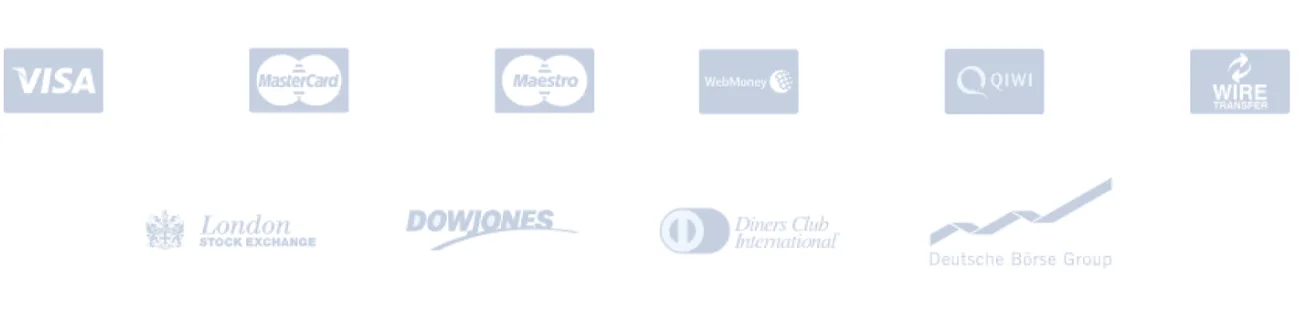 VISA
MasterCard
Maestro
WebMoney
QIWI
WIRE
TRANSFER
London
STOCK EXCHANGE
DOWJONES
Diners Club
International
Deutsche Börse Group